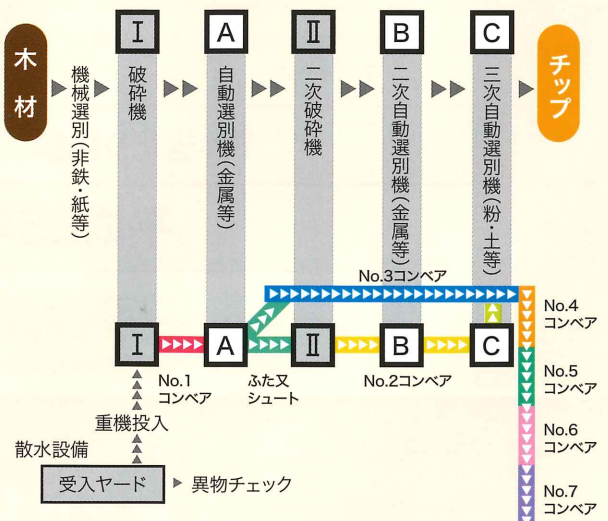 木材
機械選別(非鉄・紙等)
Ⅰ
破砕機
A
自動選別機(金属等)
Ⅱ
二次破砕機
B
二次自動選別機(金属等)
C
三次自動選別機(粉・土等)
チップ
No.3コンベア
Ⅰ
A
Ⅱ
B
C
No.1
コンベア
ふた又
シュート
No.2コンベア
No.4
コンベア
No.5
コンベア
No.6
コンベア
No.7
コンベア
重機投入
散水設備
受入ヤード
異物チェック